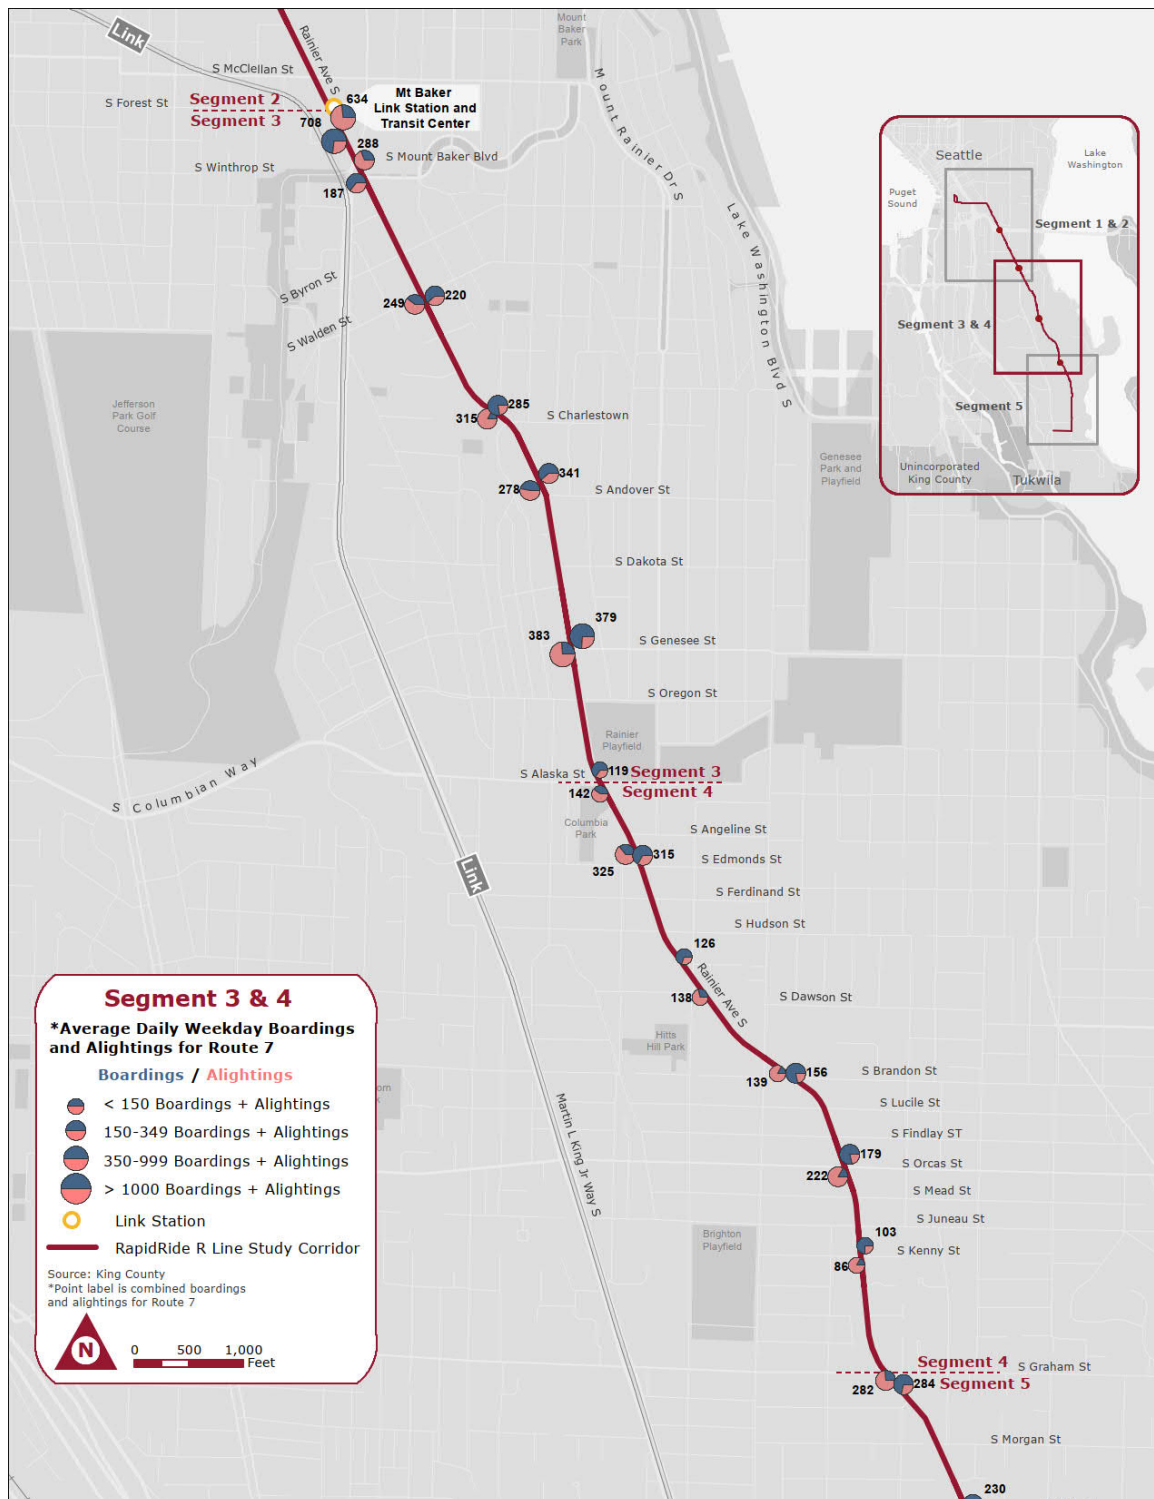 Link
Rainier Ave S
Mount
Baker
Park
S McClellan St
S Forest St
Segment 2
Segment 3
634
708
Mt Baker
Link Station and
Transit Center
288
S Mount Baker Blvd
S Winthrop St
187
Mount Rainier Dr S
Lake Washington Blvd S
S Byron St
249
220
S Walden St
Jefferson
Park Golf
Course
285
315
S Charlestown
341
278
S Andover St
Genesee
Park and
Playfield
S Dakota St
379
383
S Genesee St
S Oregon St
Rainier
Playfield
S Columbian Way
S Alaska St
119
Segment 3
142
Segment 4
Columbia
Park
S Angeline St
325
315
S Edmonds St
Link
S Ferdinand St
S Hudson St
126
Rainier Ave S
138
S Dawson St
Hitts
Hill Park
139
156
S Brandon St
S Lucile St
Martin L King Jr Way S
S Findlay ST
179
S Orcas St
222
S Mead St
S Juneau St
Brighton
Playfield
103
S Kenny St
86
Segment 4
S Graham St
282
284
Segment 5
S Morgan St
230
Seattle
Lake
Washington
Puget
Sound
Segment 1 & 2
Segment 3 & 4
Segment 5
Unincorporated
King County
Tukwila
Segment 3 & 4
*Average Daily Weekday Boardings
and Alightings for Route 7
Boardings / Alightings
< 150 Boardings + Alightings
150-349 Boardings + Alightings
350-999 Boardings + Alightings
> 1000 Boardings + Alightings
Link Station
RapidRide R Line Study Corridor
Source: King County
*Point label is combined boardings
and alightings for Route 7
N
0 500 1,000
Feet